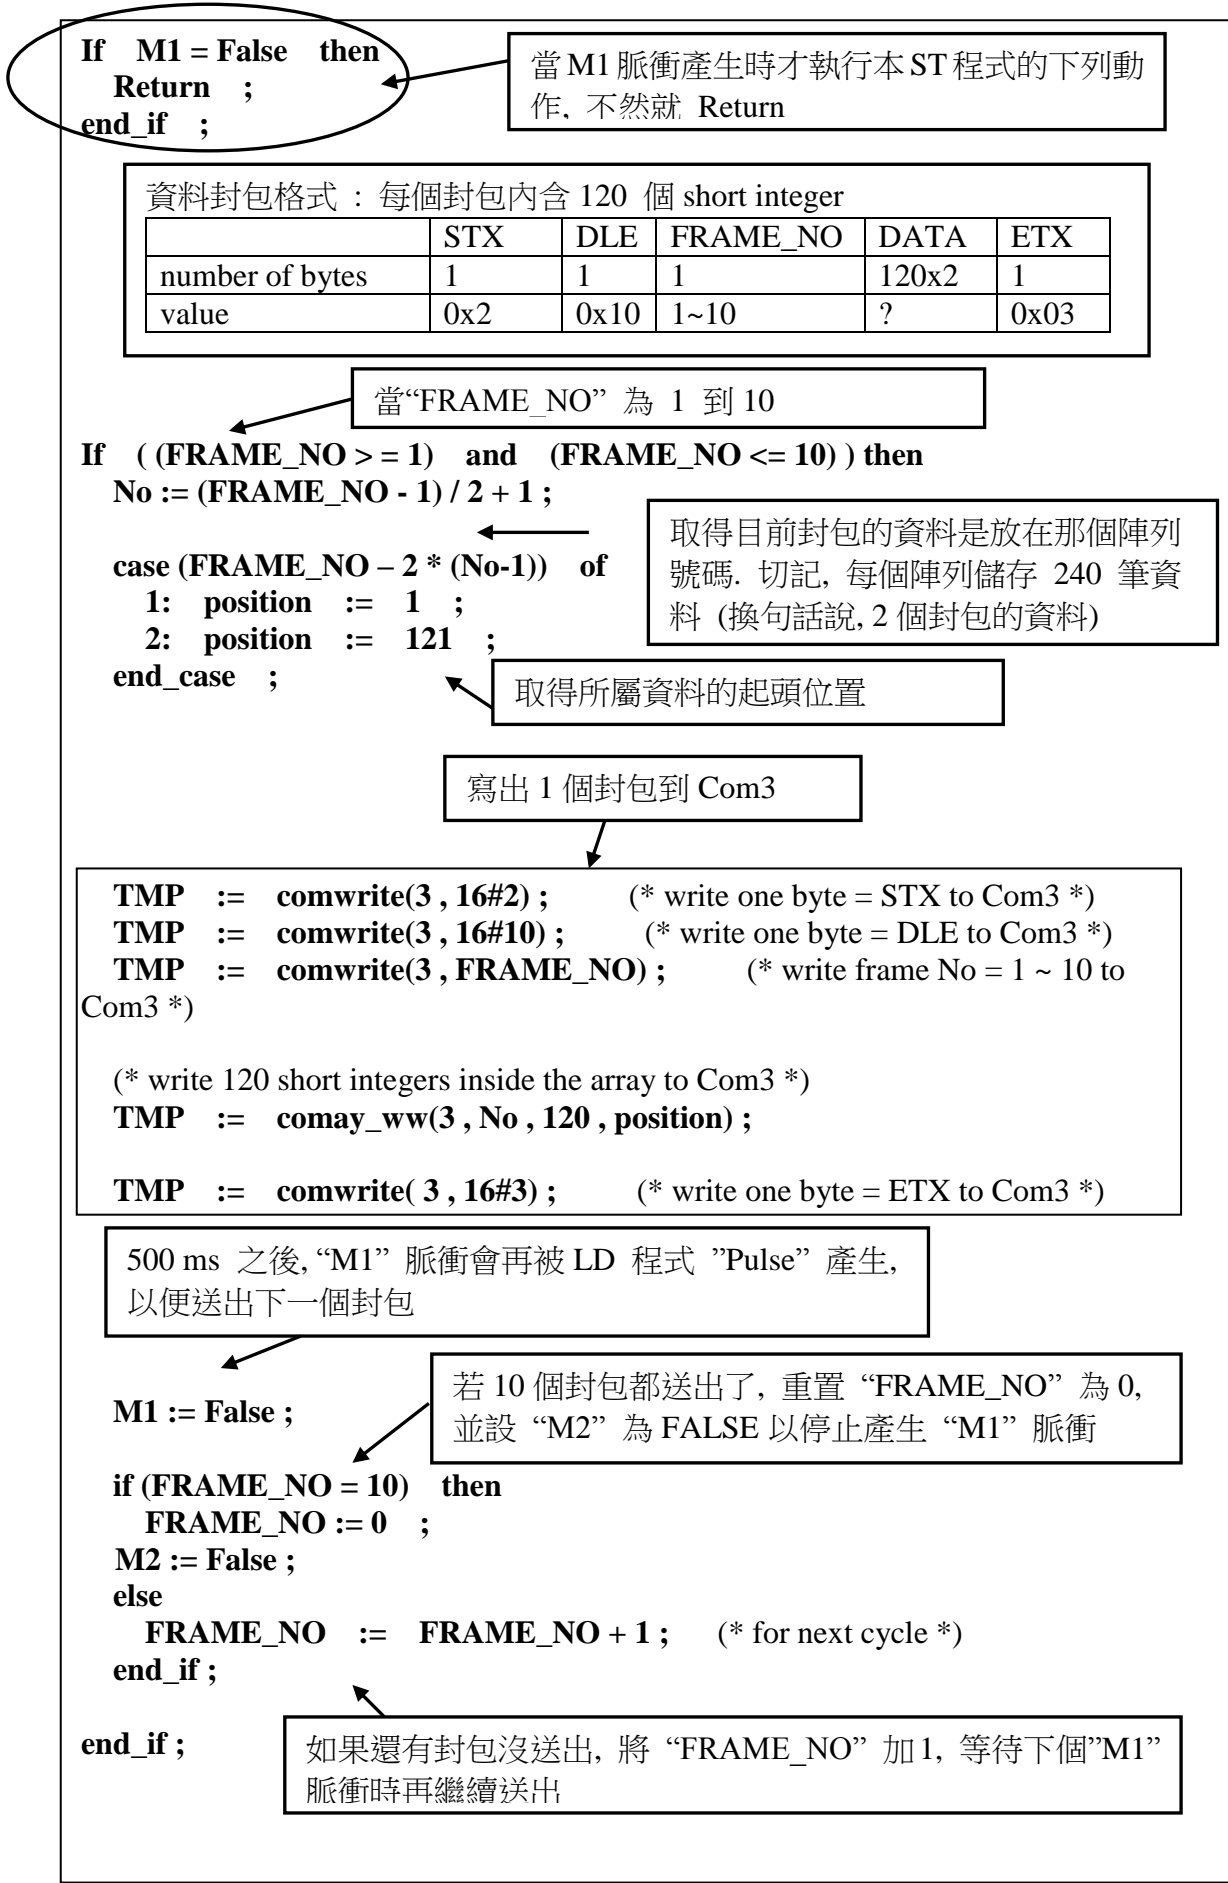 If M1 = False then
Return ;
end_if ;
當 M1 脈衝產生時才執行本 ST 程式的下列動
作, 不然就 Return
資料封包格式 : 每個封包內含 120 個 short integer
STX DLE FRAME_NO DATA ETX
number of bytes 1 1 1 120x2 1
value 0x2 0x10 1~10 ? 0x03
當“FRAME_NO” 為 1 到 10
If ( (FRAME_NO > = 1) and (FRAME_NO <= 10) ) then
No := (FRAME_NO - 1) / 2 + 1 ;
取得目前封包的資料是放在那個陣列
號碼. 切記, 每個陣列儲存 240 筆資
料 (換句話說, 2 個封包的資料)
case (FRAME_NO – 2 * (No-1)) of
1: position := 1 ;
2: position := 121 ;
end_case ;
取得所屬資料的起頭位置
寫出 1 個封包到 Com3
TMP := comwrite(3 , 16#2) ; (* write one byte = STX to Com3 *)
TMP := comwrite(3 , 16#10) ; (* write one byte = DLE to Com3 *)
TMP := comwrite(3 , FRAME_NO) ; (* write frame No = 1 ~ 10 to
Com3 *)
(* write 120 short integers inside the array to Com3 *)
TMP := comay_ww(3 , No , 120 , position) ;
TMP := comwrite( 3 , 16#3) ; (* write one byte = ETX to Com3 *)
500 ms 之後, “M1” 脈衝會再被 LD 程式 ”Pulse” 產生,
以便送出下一個封包
M1 := False ;
若 10 個封包都送出了, 重置 “FRAME_NO” 為 0,
並設 “M2” 為 FALSE 以停止產生 “M1” 脈衝
if (FRAME_NO = 10) then
FRAME_NO := 0 ;
M2 := False ;
else
FRAME_NO := FRAME_NO + 1 ; (* for next cycle *)
end_if ;
end_if ;
如果還有封包沒送出, 將 “FRAME_NO” 加 1, 等待下個”M1”
脈衝時再繼續送出